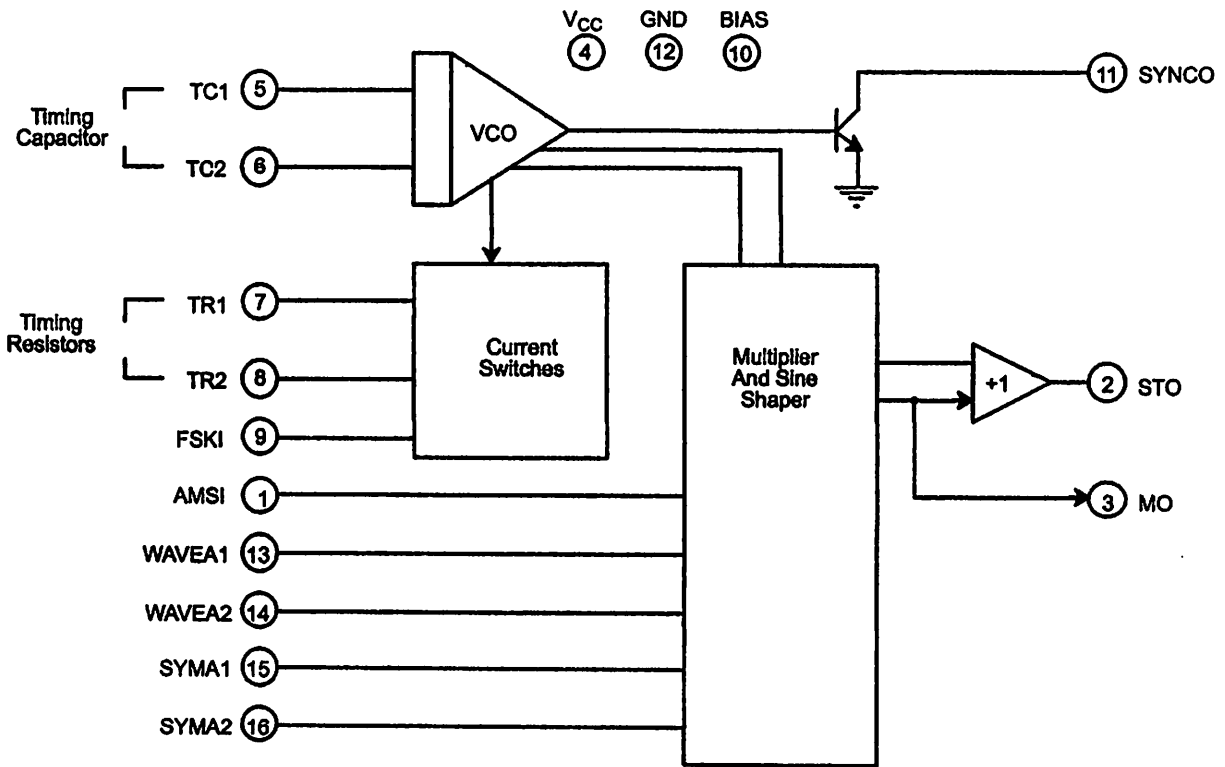 VCC GND BIAS
4 12 10
Timing
Capacitor
TC1 5
TC2 6
VCO
11 SYNCO
Timing
Resistors
TR1 7
TR2 8
FSKI 9
Current
Switches
Multiplier
And Sine
Shaper
+1
2 STO
3 MO
AMSI 1
WAVEA1 13
WAVEA2 14
SYMA1 15
SYMA2 16